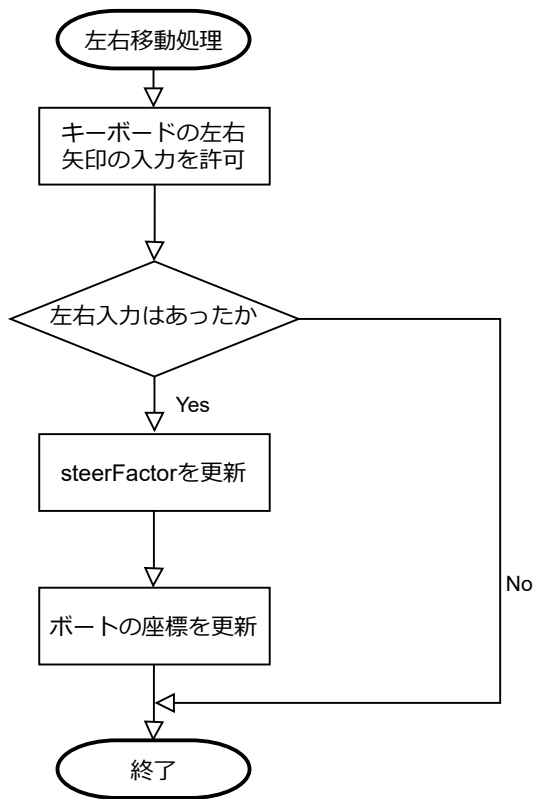 左右移動処理
キーボードの左右
矢印の入力を許可
左右入力はあったか
Yes
steerFactorを更新
No
ボートの座標を更新
終了